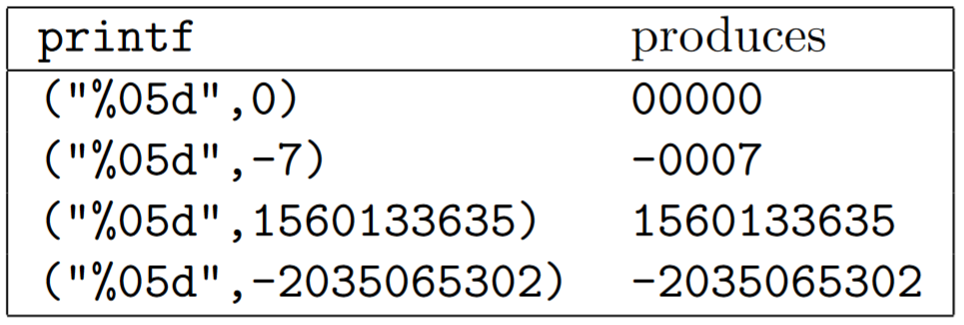 printf produces
("%05d",0) 00000
("%05d",-7) -0007
("%05d",1560133635) 1560133635
("%05d",-2035065302) -2035065302